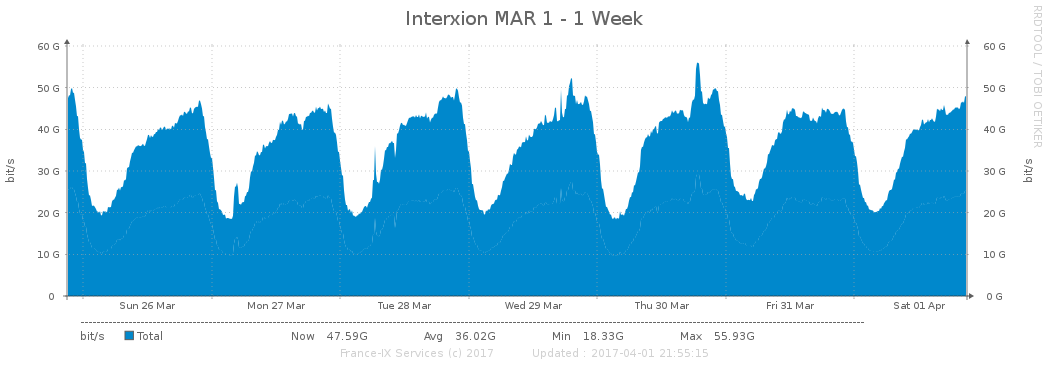 Interxion MAR 1 - 1 Week
RRDTOOL / TOBI OETIKER
60 G 60 G
50 G 50 G
40 G 40 G
30 G 30 G
20 G 20 G
10 G 10 G
0 0 G
bit/s bit/s
Sun 26 Mar Mon 27 Mar Tue 28 Mar Wed 29 Mar Thu 30 Mar Fri 31 Mar Sat 01 Apr
bit/s Total Now 47.59G Avg 36.02G Min 18.33G Max 55.93G
France-IX Services (c) 2017 Updated : 2017-04-01 21:55:15